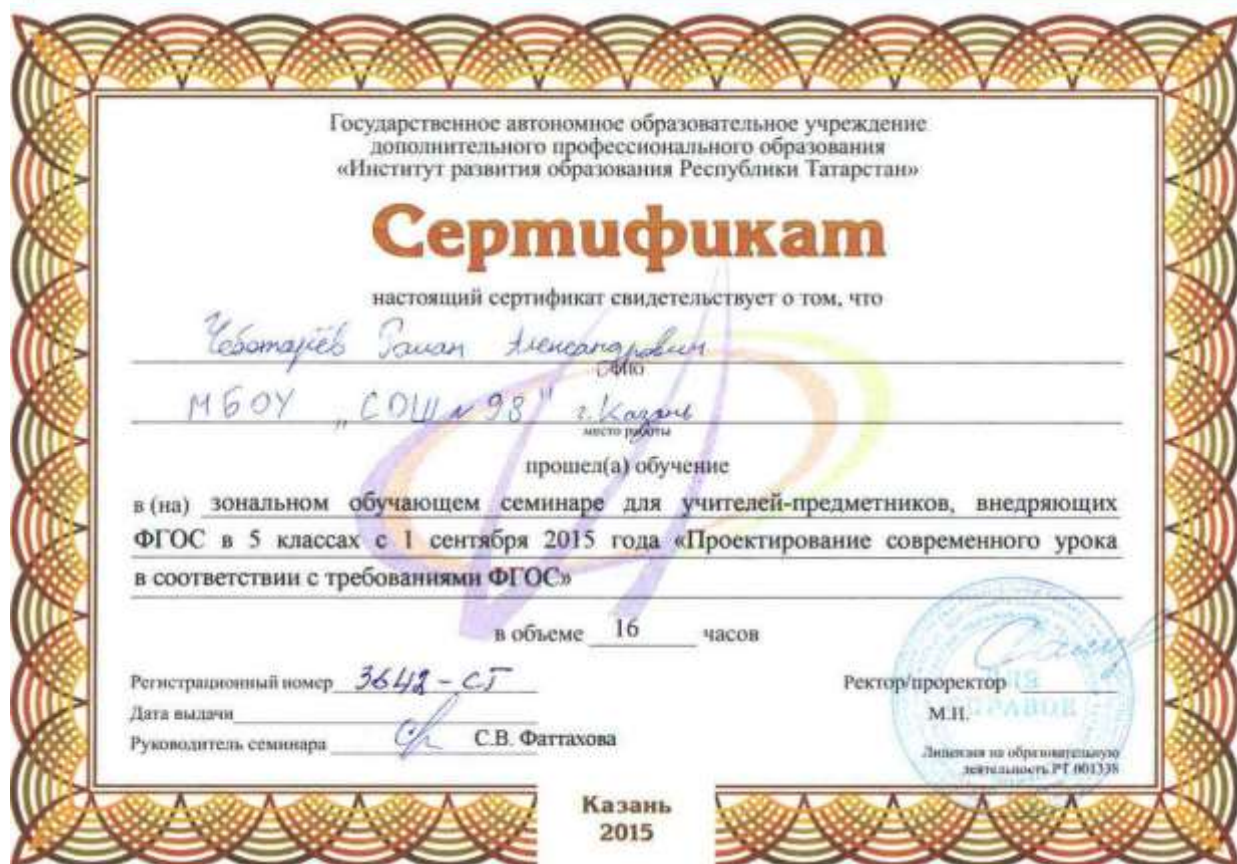 Государственное автономное образовательное учреждение
дополнительного профессионального образования
«Институт развития образования Республики Татарстан»
Сертификат
настоящий сертификат свидетельствует о том, что
Чеботарёв Роман Александрович
ФИО
МБОУ „СОШ № 98" г. Казань
место работы
прошел(а) обучение
в (на) зональном обучающем семинаре для учителей-предметников, внедряющих
ФГОС в 5 классах с 1 сентября 2015 года «Проектирование современного урока
в соответствии с требованиями ФГОС»
в объеме 16 часов
Регистрационный номер 3642 - СТ
Дата выдачи
Руководитель семинара С.В. Фаттахова
Ректор/проректор
М.П.
Лицензия на образовательную
деятельность РТ 001338
Казань
2015